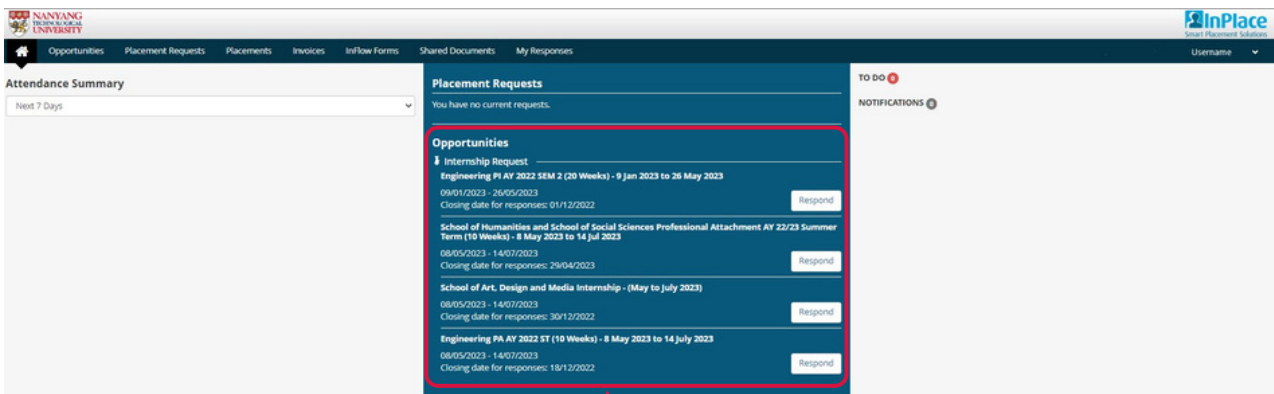 NANYANG
TECHNOLOGICAL
UNIVERSITY
InPlace
Smart Placement Solutions
Opportunities Placement Requests Placements Invoices InFlow Forms Shared Documents My Responses Username
Attendance Summary
Next 7 Days
Placement Requests
You have no current requests.
Opportunities
Internship Request
Engineering PI AY 2022 SEM 2 (20 Weeks) - 9 Jan 2023 to 26 May 2023
09/01/2023 - 26/05/2023
Closing date for responses: 01/12/2022
Respond
School of Humanities and School of Social Sciences Professional Attachment AY 22/23 Summer
Term (10 Weeks) - 8 May 2023 to 14 Jul 2023
08/05/2023 - 14/07/2023
Closing date for responses: 29/04/2023
Respond
School of Art, Design and Media Internship - (May to July 2023)
08/05/2023 - 14/07/2023
Closing date for responses: 30/12/2022
Respond
Engineering PA AY 2022 ST (10 Weeks) - 8 May 2023 to 14 July 2023
08/05/2023 - 14/07/2023
Closing date for responses: 18/12/2022
Respond
TO DO 0
NOTIFICATIONS 0